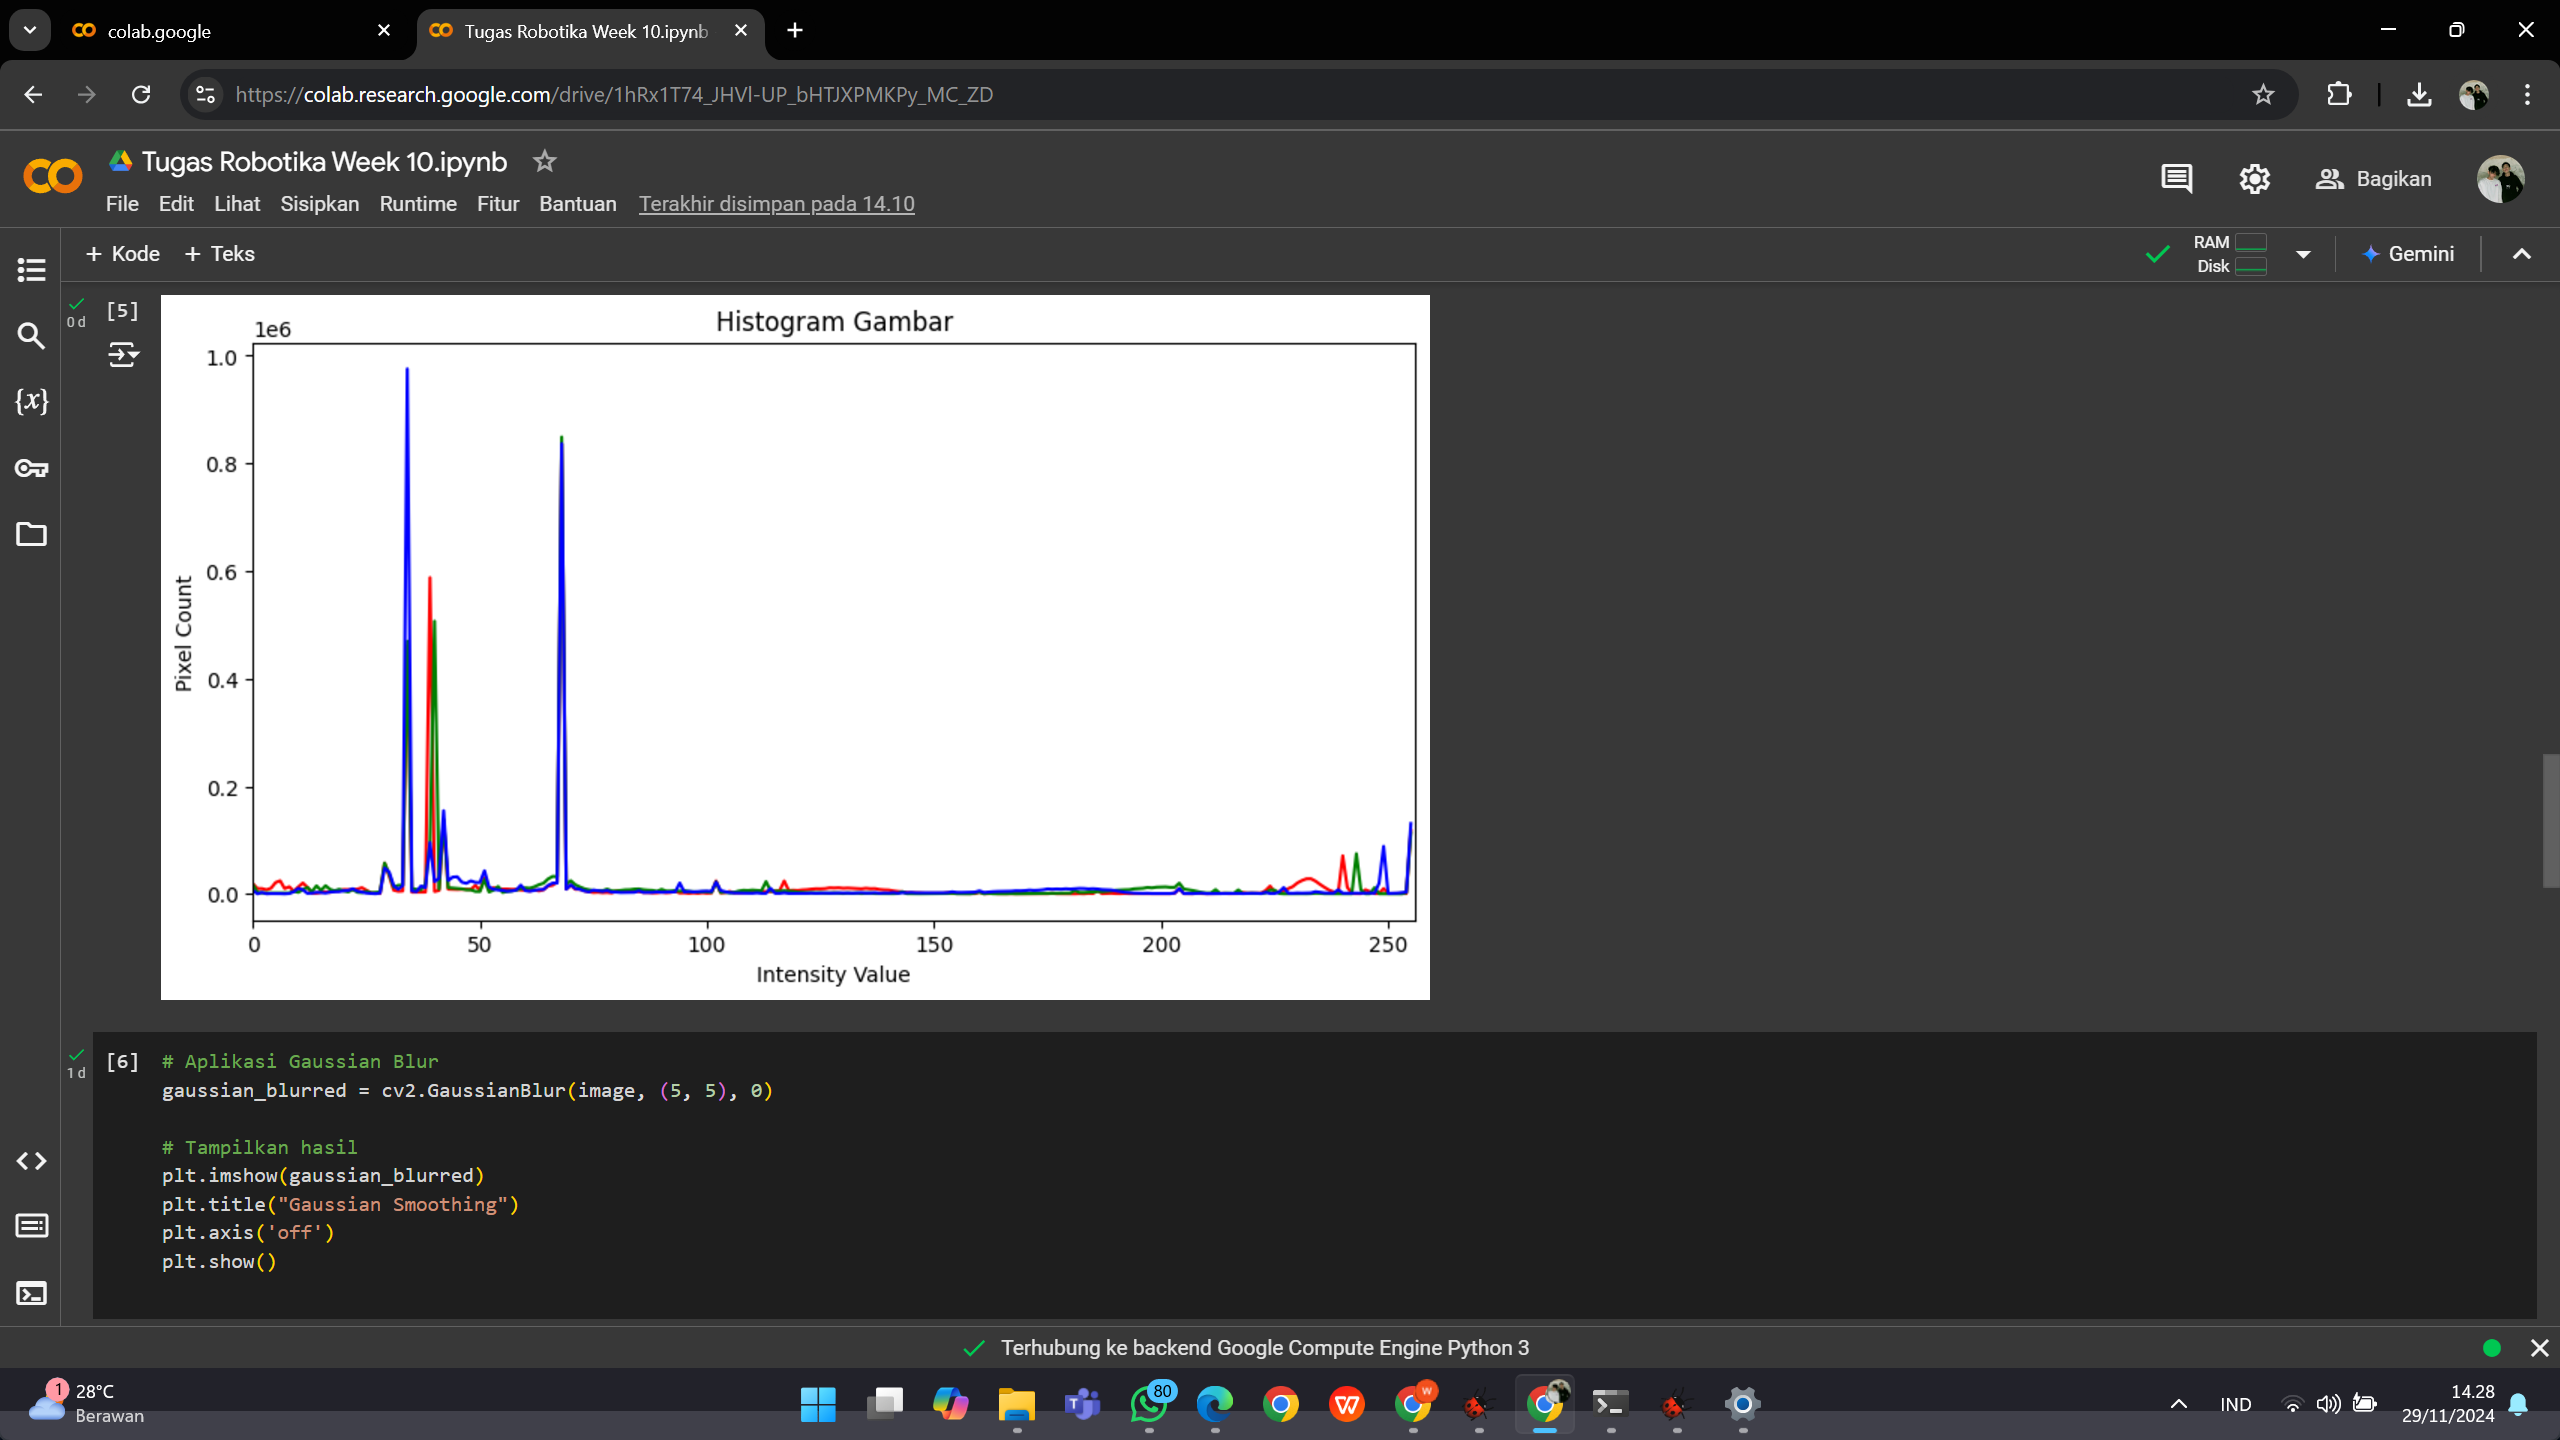 colab.google
Tugas Robotika Week 10.ipynb
https://colab.research.google.com/drive/1hRx1T74_JHVl-UP_bHTJXPMKPy_MC_ZD
Tugas Robotika Week 10.ipynb
File Edit Lihat Sisipkan Runtime Fitur Bantuan Terakhir disimpan pada 14.10
Bagikan
+ Kode + Teks
RAM
Disk
Gemini
[5]
0 d
Histogram Gambar
1e6
1.0
0.8
0.6
0.4
0.2
0.0
Pixel Count
0 50 100 150 200 250
Intensity Value
[6]
1 d
# Aplikasi Gaussian Blur
gaussian_blurred = cv2.GaussianBlur(image, (5, 5), 0)
# Tampilkan hasil
plt.imshow(gaussian_blurred)
plt.title("Gaussian Smoothing")
plt.axis('off')
plt.show()
Terhubung ke backend Google Compute Engine Python 3
1
28°C
Berawan
80
W
IND
14.28
29/11/2024